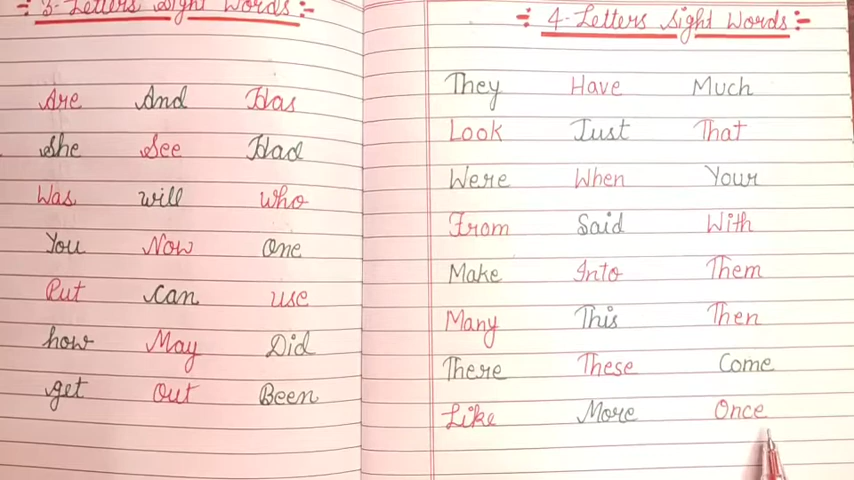 3-Letters Sight Words
Are And Has
She See Had
Was will who
You Now One
Put can use
how May Did
get Out Been
4-Letters Sight Words
They Have Much
Look Just That
Were When Your
From Said With
Make Into Them
Many This Then
There These Come
Like More Once